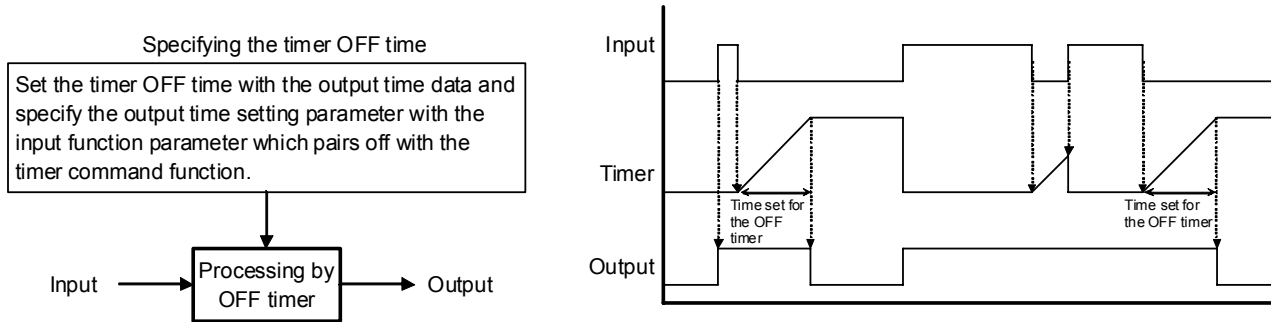 Specifying the timer OFF time
Set the timer OFF time with the output time data and
specify the output time setting parameter with the
input function parameter which pairs off with the
timer command function.
Input
Processing by
OFF timer
Output
Input
Timer
Time set for
the OFF
timer
Time set for
the OFF timer
Output